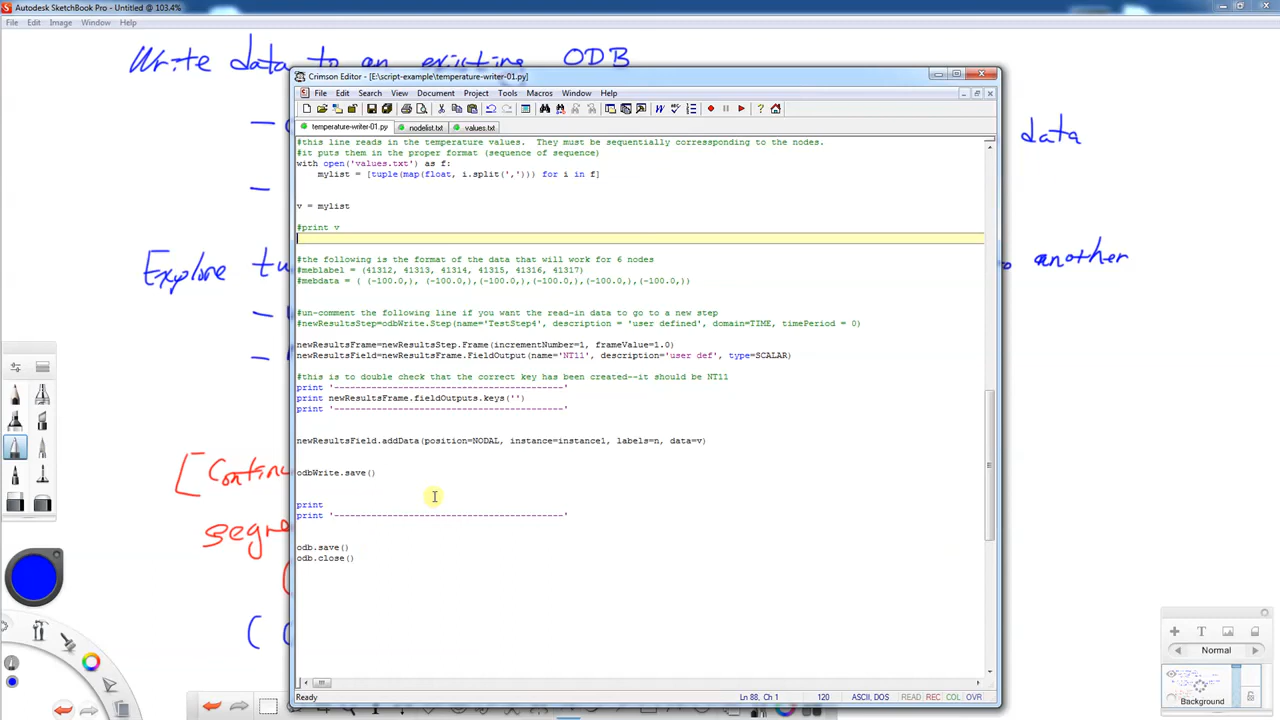 Autodesk SketchBook Pro - Untitled @ 103.4%
File Edit Image Window Help
Write data to an existing ODB
Crimson Editor - [E:\script-example\temperature-writer-01.py]
File Edit Search View Document Project Tools Macros Window Help
temperature-writer-01.py nodelist.txt values.txt
#this line reads in the temperature values. They must be sequentially corressponding to the nodes.
#it puts them in the proper format (sequence of sequence)
with open('values.txt') as f:
mylist = [tuple(map(float, i.split(','))) for i in f]
v = mylist
#print v
#the following is the format of the data that will work for 6 nodes
#meblabel = (41312, 41313, 41314, 41315, 41316, 41317)
#mebdata = ( (-100.0,), (-100.0,),(-100.0,),(-100.0,),(-100.0,),(-100.0,))
#un-comment the following line if you want the read-in data to go to a new step
#newResultsStep=odbWrite.Step(name='TestStep4', description = 'user defined', domain=TIME, timePeriod = 0)
newResultsFrame=newResultsStep.Frame(incrementNumber=1, frameValue=1.0)
newResultsField=newResultsFrame.FieldOutput(name='NT11', description='user def', type=SCALAR)
#this is to double check that the correct key has been created--it should be NT11
print '-------------------------------------------'
print newResultsFrame.fieldOutputs.keys('')
print '-------------------------------------------'
newResultsField.addData(position=NODAL, instance=instance1, labels=n, data=v)
odbWrite.save()
print
print '-------------------------------------------'
odb.save()
odb.close()
Ready Ln 88, Ch 1 120 ASCII, DOS READ REC COL OVR
data
Explore
another
segre
T
Normal
Background